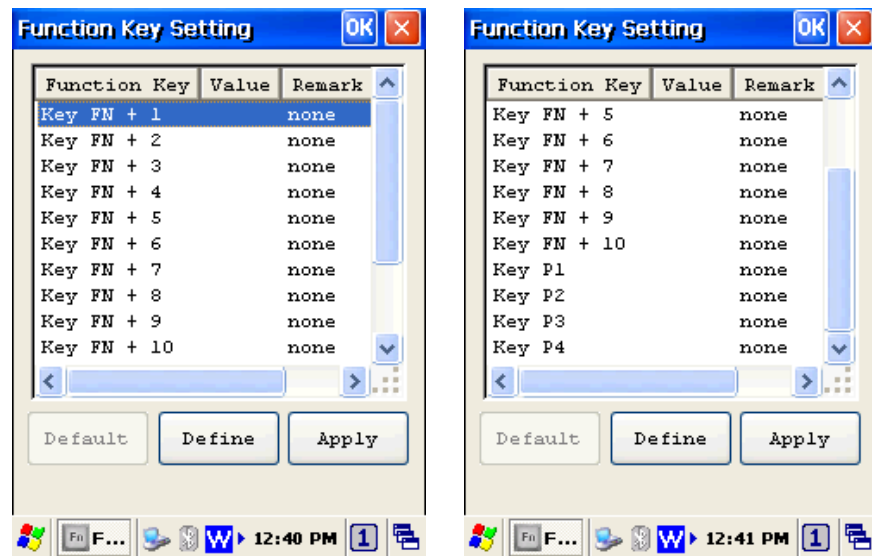 Function Key Setting OK
Function Key Value Remark
Key FN + 1 none
Key FN + 2 none
Key FN + 3 none
Key FN + 4 none
Key FN + 5 none
Key FN + 6 none
Key FN + 7 none
Key FN + 8 none
Key FN + 9 none
Key FN + 10 none
Default Define Apply
Fn F... W 12:40 PM 1
Function Key Setting OK
Function Key Value Remark
Key FN + 5 none
Key FN + 6 none
Key FN + 7 none
Key FN + 8 none
Key FN + 9 none
Key FN + 10 none
Key P1 none
Key P2 none
Key P3 none
Key P4 none
Default Define Apply
Fn F... W 12:41 PM 1